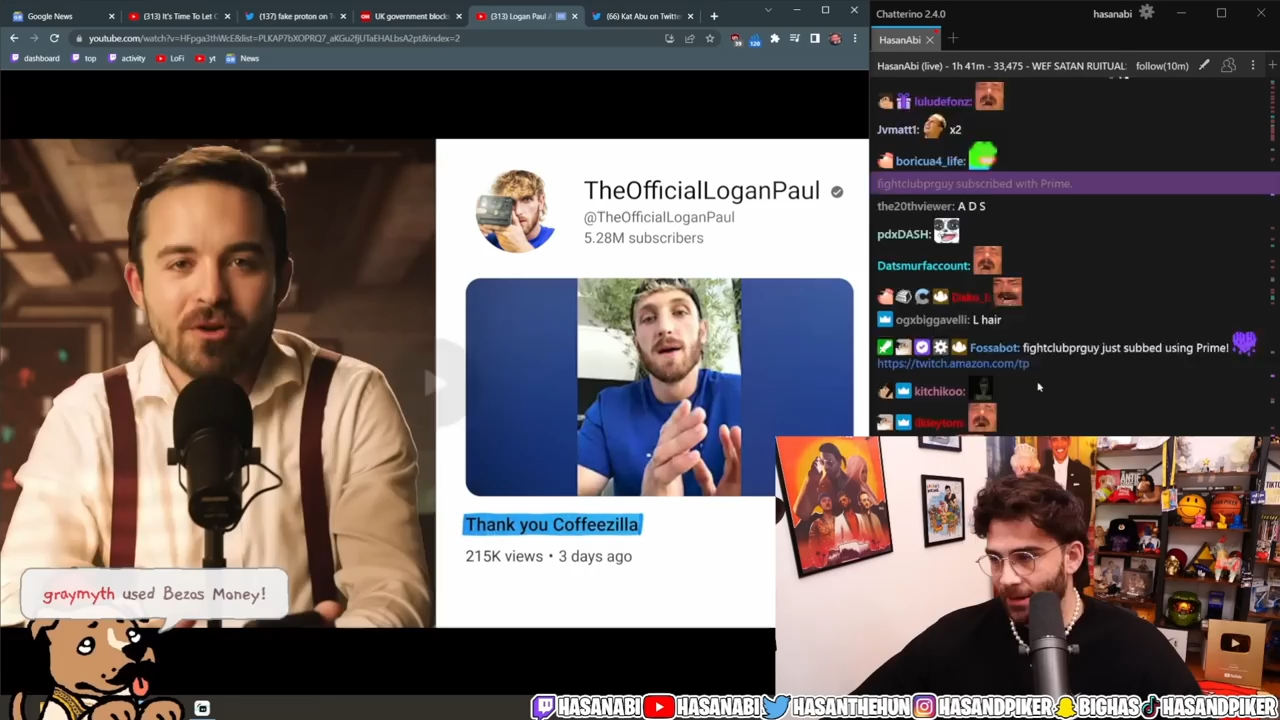 Google News
(313) It's Time To Let G
(137) fake proton on T
UK government block
(313) Logan Paul A
(66) Kat Abu on Twitter
youtube.com/watch?v=HFpga3thWcE&list=PLKAP7bXOPRQ7_aKGu2fjUTaEHALbsA2pt&index=2
39
120
dashboard
top
activity
LoFi
yt
News
TheOfficialLoganPaul
@TheOfficialLoganPaul
5.28M subscribers
Thank you Coffeezilla
215K views • 3 days ago
graymyth used Bezos Money!
Chatterino 2.4.0
hasanabi
HasanAbi
HasanAbi (live) - 1h 41m - 33,475 - WEF SATAN RUITUAL
follow(10m)
luludefonz:
Jvmatt1: x2
boricua4_life:
fightclubprguy subscribed with Prime.
the20thviewer: A D S
pdxDASH:
Datsmurfaccount:
ogxbiggavelli: L hair
Fossabot: fightclubprguy just subbed using Prime!
https://twitch.amazon.com/tp
kitchikoo:
HASANABI
HASANABI
HASANTHEHUN
HASANDPIKER
BIGHAS
HASANDPIKER